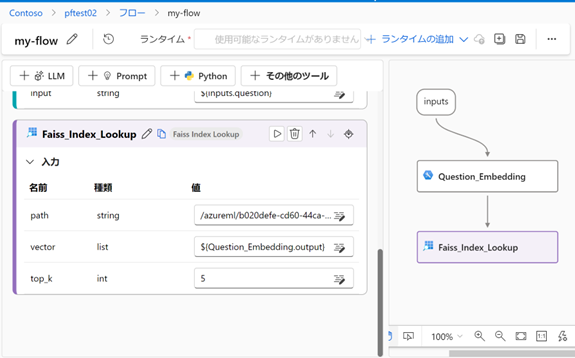 Contoso > pftest02 > フロー > my-flow
my-flow ランタイム * 使用可能なランタイムがありません + ランタイムの追加
+ LLM + Prompt + Python + その他のツール
input string ${inputs.question}
Faiss_Index_Lookup Faiss Index Lookup
入力
名前 種類 値
path string /azureml/b020defe-cd60-44ca-...
vector list ${Question_Embedding.output}
top_k int 5
inputs
Question_Embedding
Faiss_Index_Lookup
100% 1:1